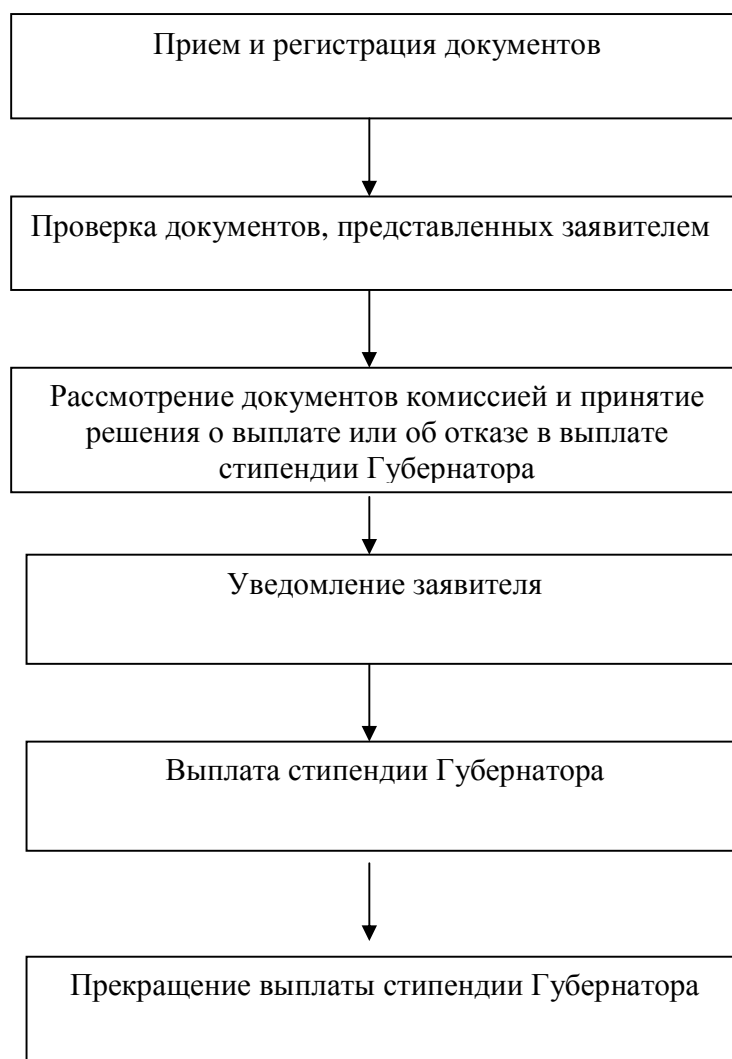 Прием и регистрация документов
Проверка документов, представленных заявителем
Рассмотрение документов комиссией и принятие
решения о выплате или об отказе в выплате
стипендии Губернатора
Уведомление заявителя
Выплата стипендии Губернатора
Прекращение выплаты стипендии Губернатора